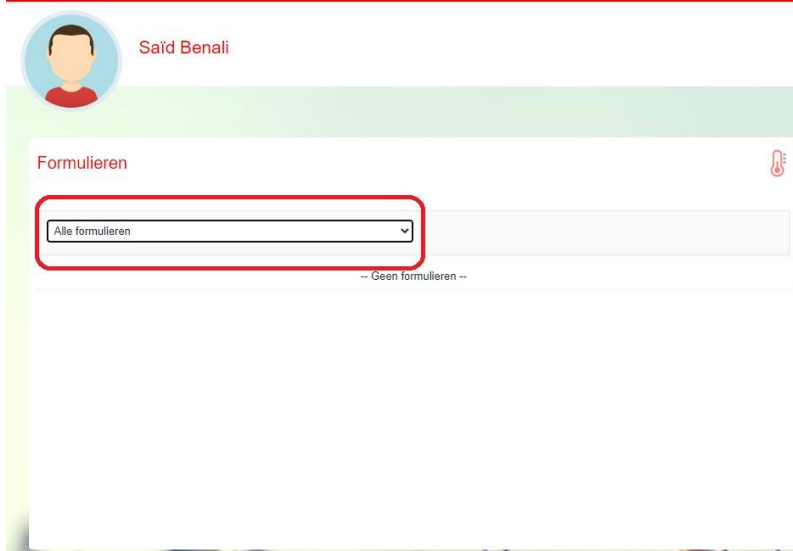 Saïd Benali
Formulieren
Alle formulieren
-- Geen formulieren --